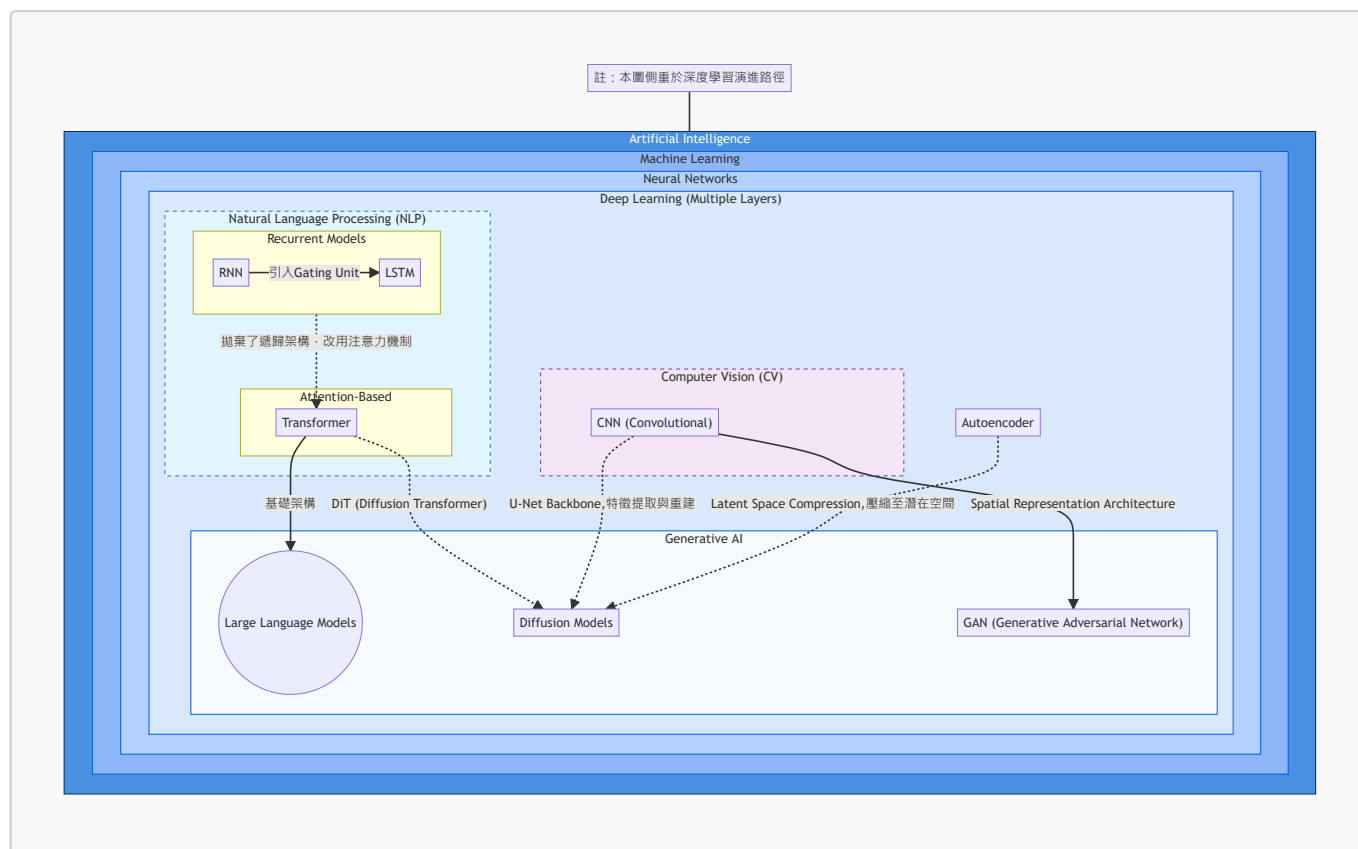 註：本圖側重於深度學習演進路徑
Artificial Intelligence
Machine Learning
Neural Networks
Deep Learning (Multiple Layers)
Natural Language Processing (NLP)
Recurrent Models
RNN
引入Gating Unit
LSTM
拋棄了遞歸架構，改用注意力機制
Attention-Based
Transformer
Computer Vision (CV)
CNN (Convolutional)
Autoencoder
基礎架構
DiT (Diffusion Transformer)
U-Net Backbone,特徵提取與重建
Latent Space Compression,壓縮至潛在空間
Spatial Representation Architecture
Generative AI
Large Language Models
Diffusion Models
GAN (Generative Adversarial Network)